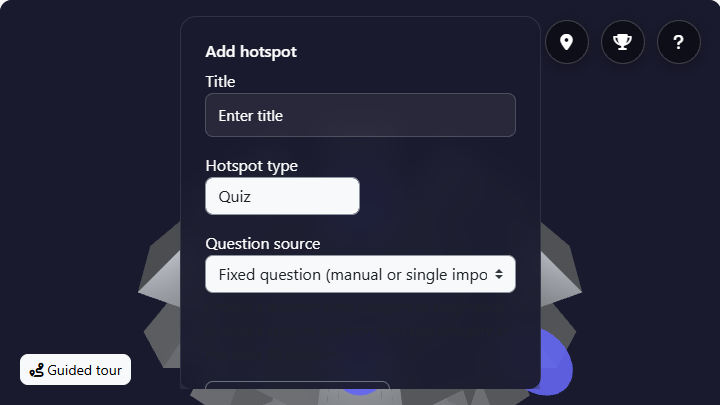 Add hotspot
Title
Enter title
Hotspot type
Quiz
Question source
Fixed question (manual or single impo
?
Guided tour